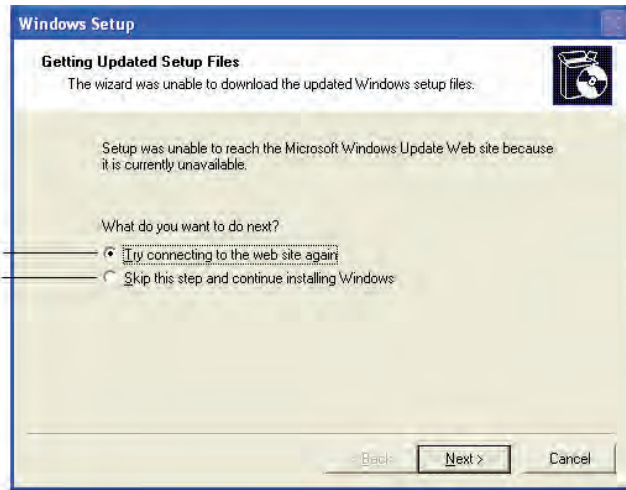 Windows Setup
Getting Updated Setup Files
The wizard was unable to download the updated Windows setup files.
Setup was unable to reach the Microsoft Windows Update Web site because
it is currently unavailable.
What do you want to do next?
Try connecting to the web site again
Skip this step and continue installing Windows
< Back
Next >
Cancel